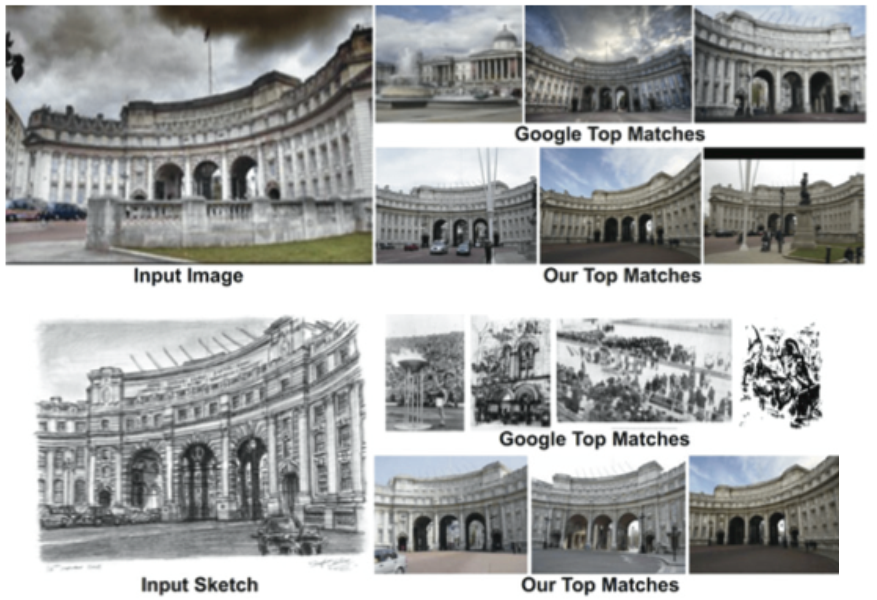 Google Top Matches
Input Image
Our Top Matches
Google Top Matches
Input Sketch
Our Top Matches